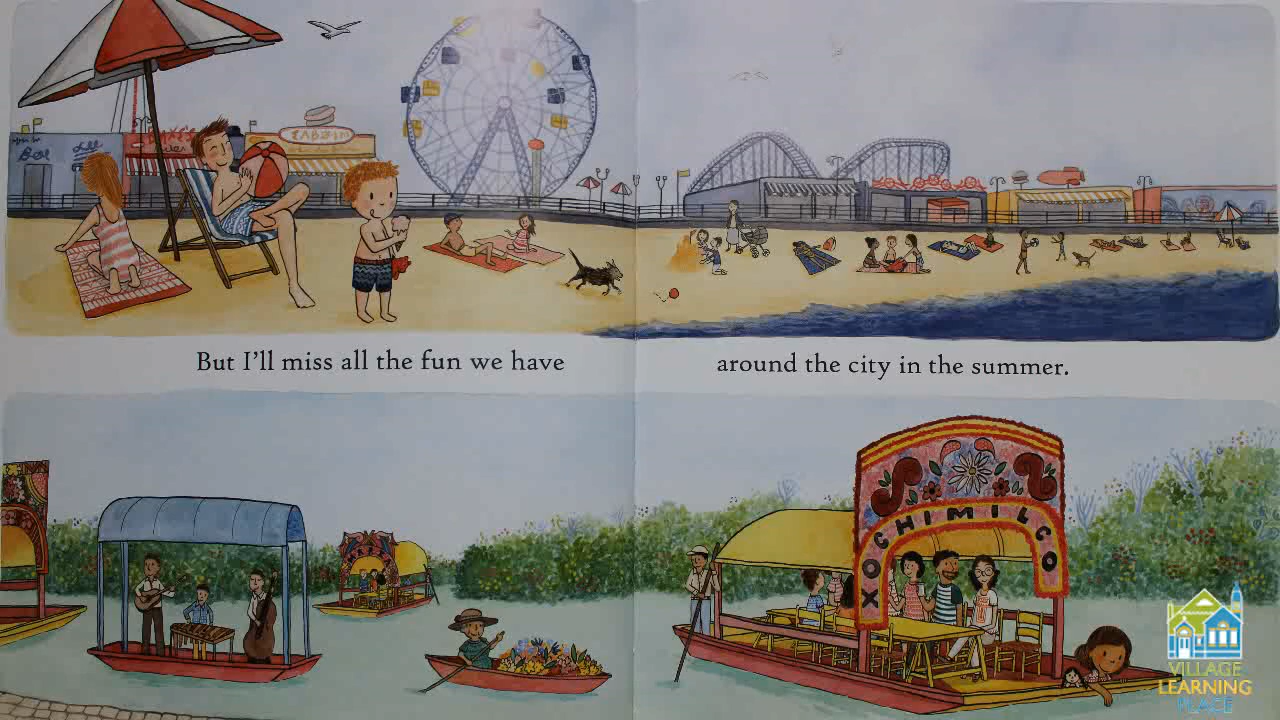 But I'll miss all the fun we have around the city in the summer.
XOCHIMILCO
VILLAGE
LEARNING
PLACE